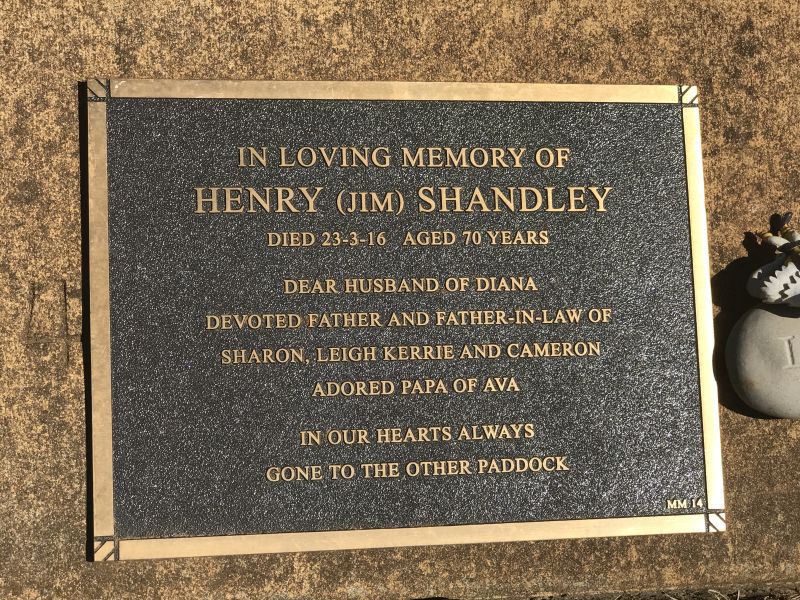 IN LOVING MEMORY OF
HENRY (JIM) SHANDLEY
DIED 23-3-16 AGED 70 YEARS
DEAR HUSBAND OF DIANA
DEVOTED FATHER AND FATHER-IN-LAW OF
SHARON, LEIGH KERRIE AND CAMERON
ADORED PAPA OF AVA
IN OUR HEARTS ALWAYS
GONE TO THE OTHER PADDOCK
MM 14